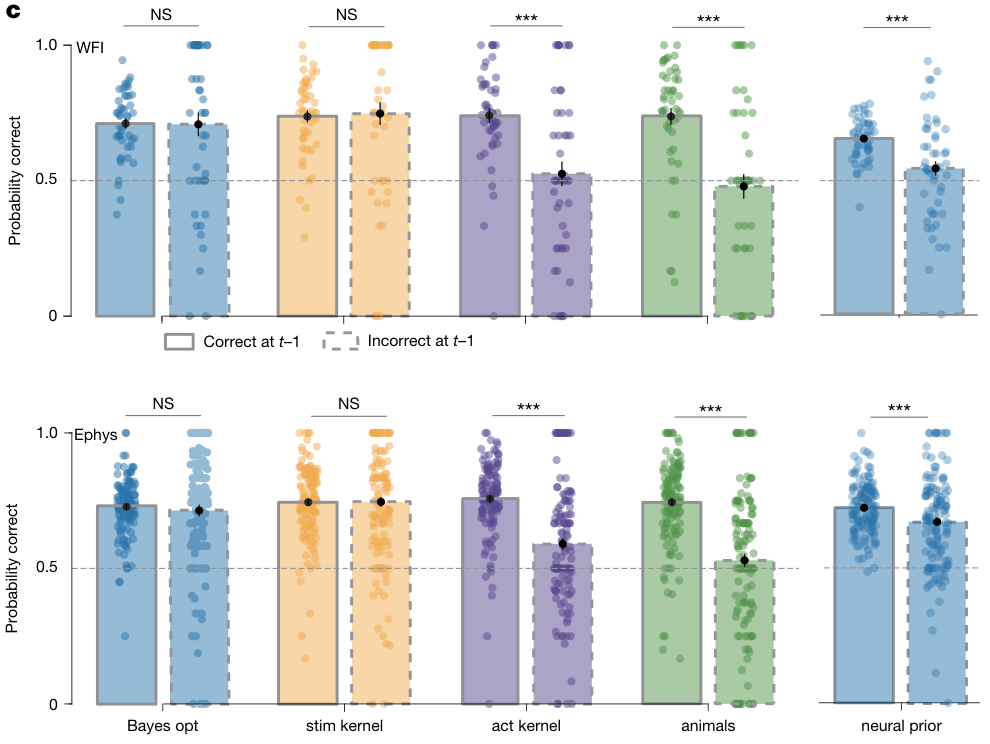 c
NS NS *** *** ***
1.0 WFI
Probability correct
0.5
0
Correct at t–1 Incorrect at t–1
NS NS *** *** ***
1.0 Ephys
Probability correct
0.5
0
Bayes opt stim kernel act kernel animals neural prior